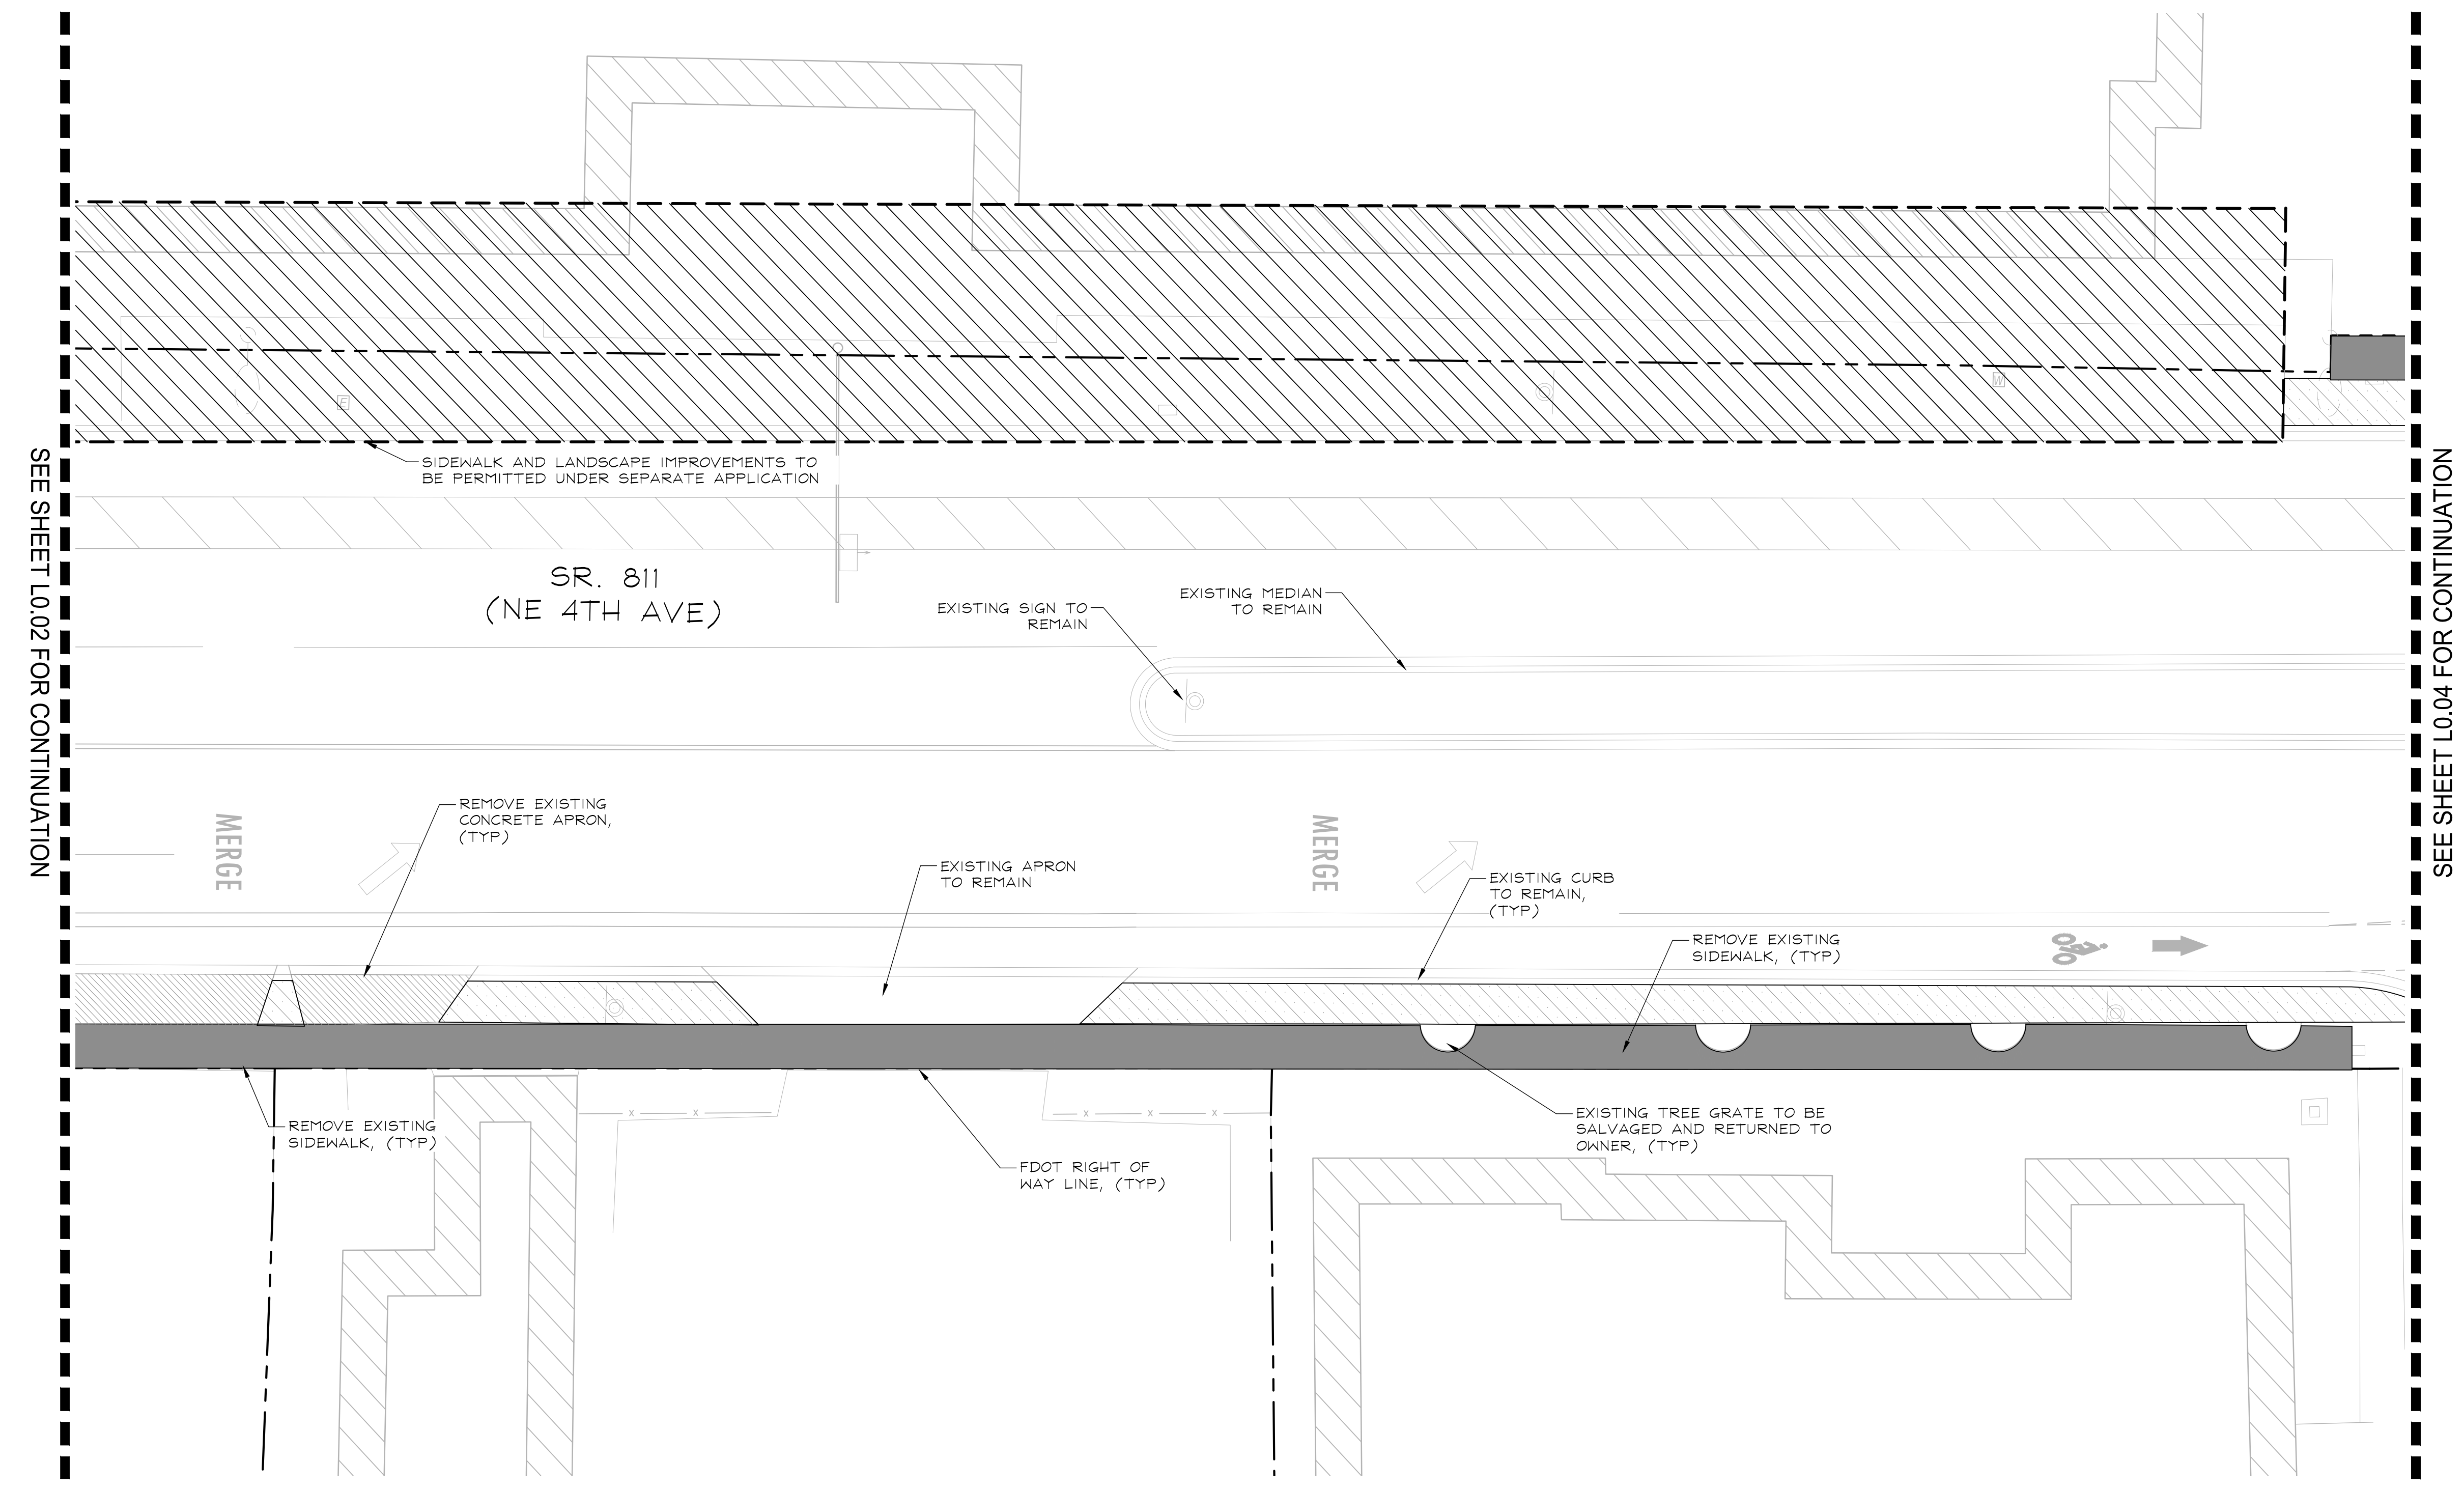 SEE SHEET L0.02 FOR CONTINUATION
E
W
SIDEWALK AND LANDSCAPE IMPROVEMENTS TO
BE PERMITTED UNDER SEPARATE APPLICATION
SR. 811
(NE 4TH AVE)
EXISTING SIGN TO
REMAIN
EXISTING MEDIAN
TO REMAIN
MERGE
REMOVE EXISTING
CONCRETE APRON,
(TYP)
EXISTING APRON
TO REMAIN
MERGE
EXISTING CURB
TO REMAIN,
(TYP)
REMOVE EXISTING
SIDEWALK, (TYP)
REMOVE EXISTING
SIDEWALK, (TYP)
X X
X X X
FDOT RIGHT OF
WAY LINE, (TYP)
EXISTING TREE GRATE TO BE
SALVAGED AND RETURNED TO
OWNER, (TYP)
SEE SHEET L0.04 FOR CONTINUATION